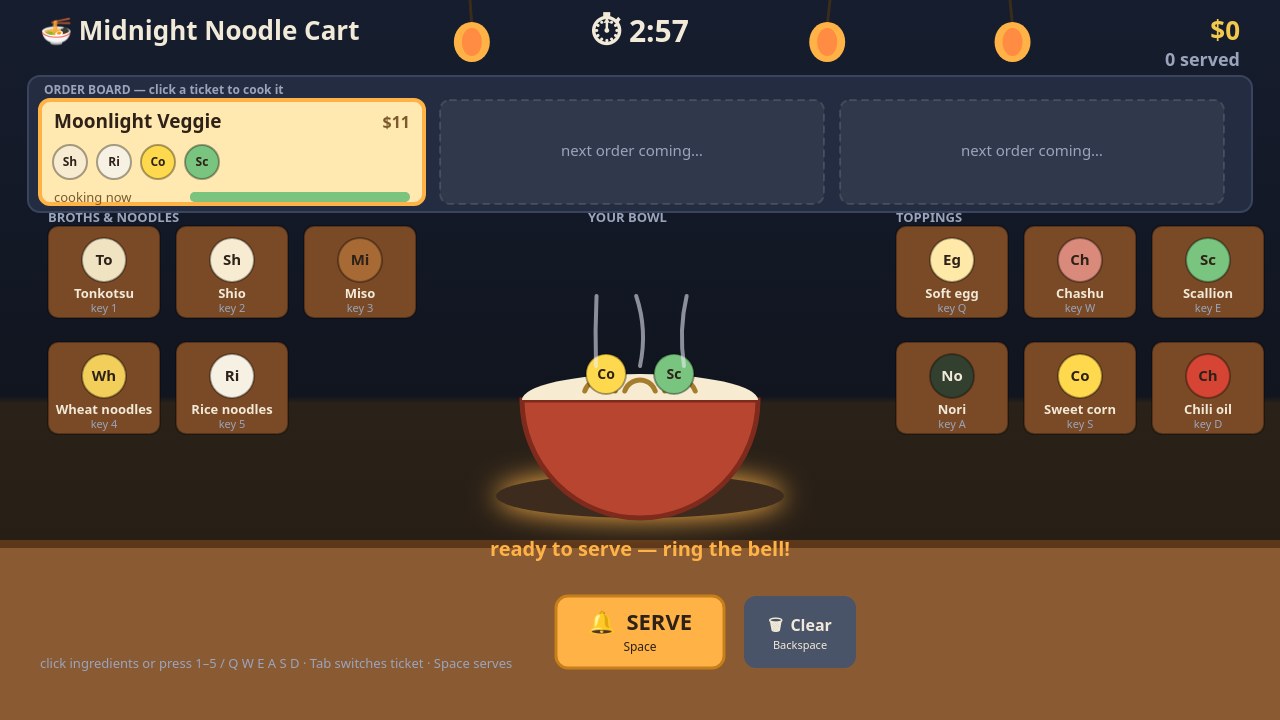 🍜 Midnight Noodle Cart
⏱ 2:57
$0
0 served
ORDER BOARD — click a ticket to cook it
Moonlight Veggie
$11
Sh Ri Co Sc
cooking now
next order coming...
next order coming...
BROTHS & NOODLES
To
Tonkotsu
key 1
Sh
Shio
key 2
Mi
Miso
key 3
Wh
Wheat noodles
key 4
Ri
Rice noodles
key 5
YOUR BOWL
Co Sc
TOPPINGS
Eg
Soft egg
key Q
Ch
Chashu
key W
Sc
Scallion
key E
No
Nori
key A
Co
Sweet corn
key S
Ch
Chili oil
key D
ready to serve — ring the bell!
🔔 SERVE
Space
Clear
Backspace
click ingredients or press 1–5 / Q W E A S D · Tab switches ticket · Space serves